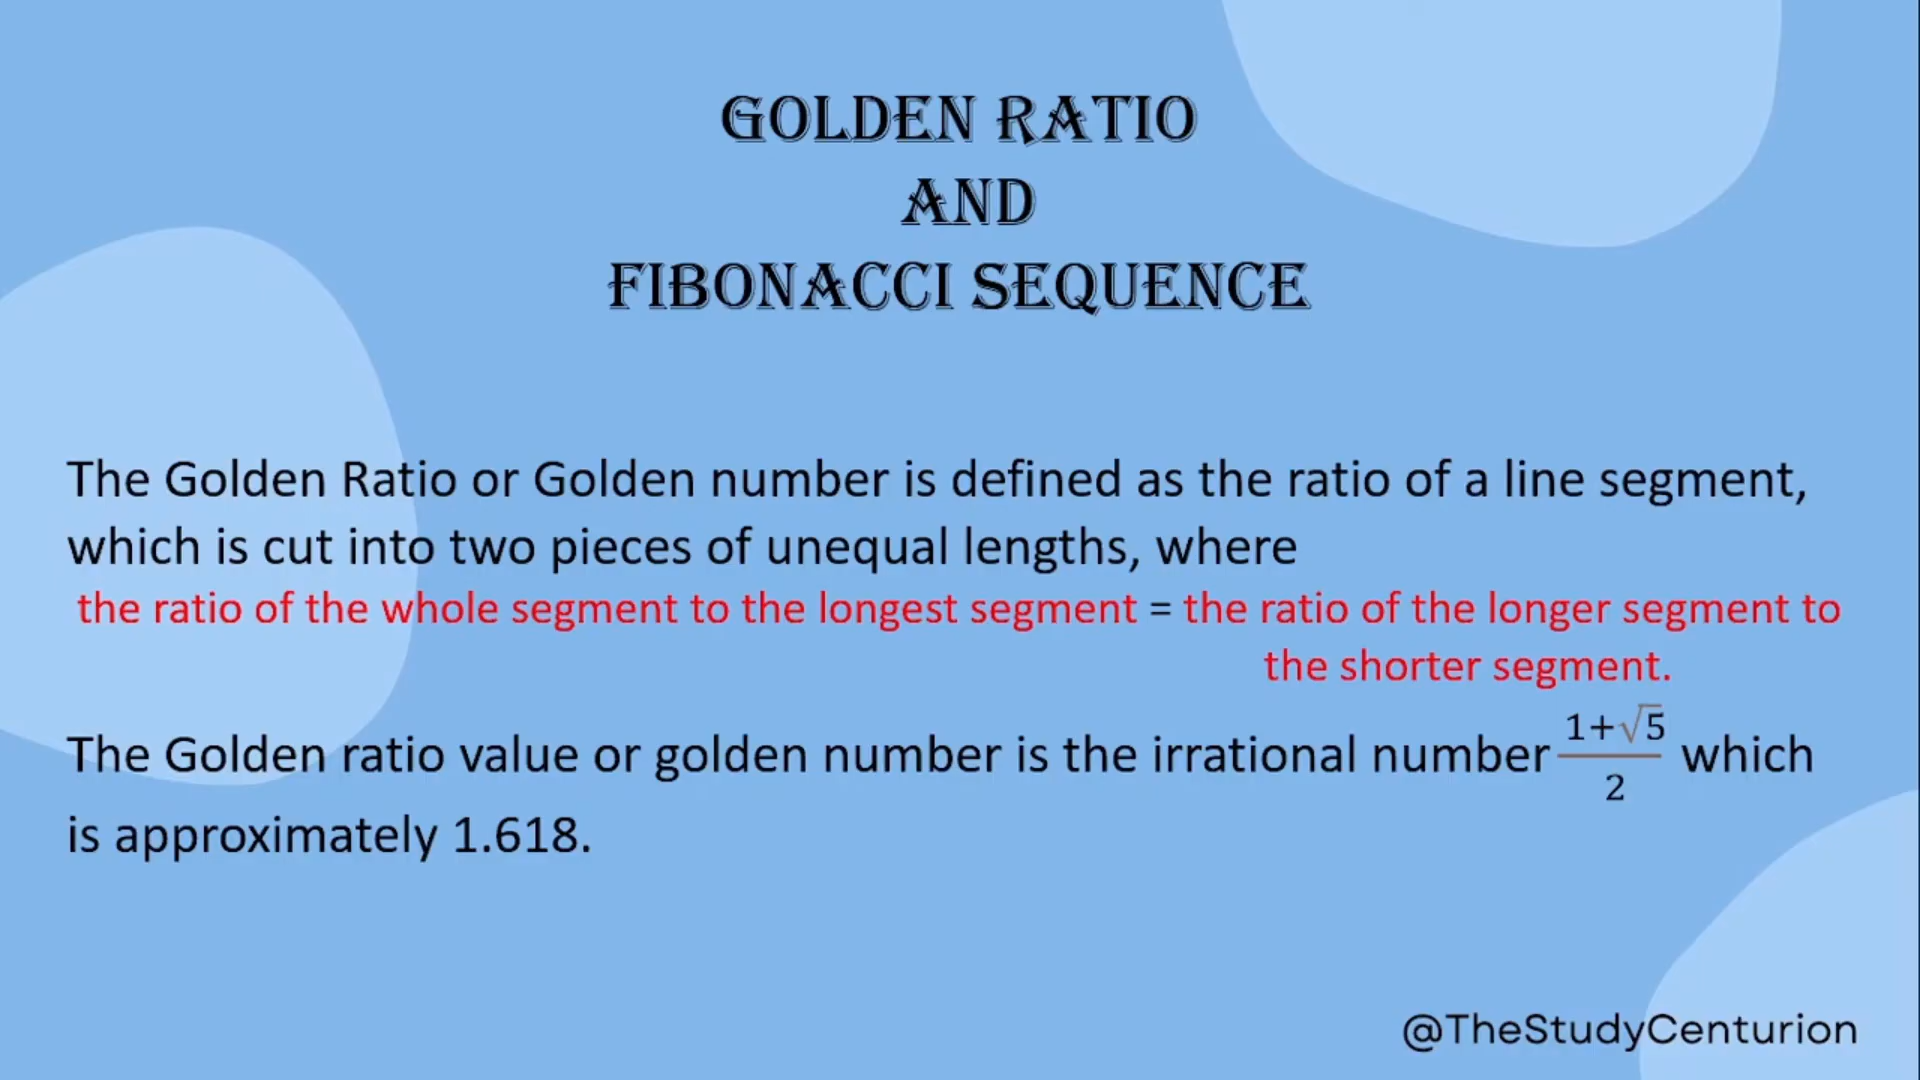 GOLDEN RATIO
AND
FIBONACCI SEQUENCE
The Golden Ratio or Golden number is defined as the ratio of a line segment,
which is cut into two pieces of unequal lengths, where
the ratio of the whole segment to the longest segment = the ratio of the longer segment to
the shorter segment.
The Golden ratio value or golden number is the irrational number (1+√5)/2 which
is approximately 1.618.
@TheStudyCenturion